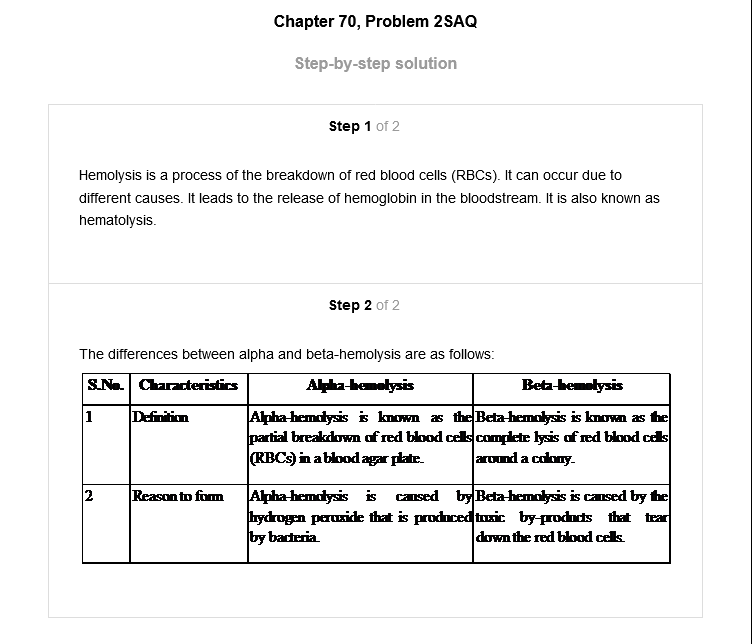 Chapter 70, Problem 2SAQ
Step-by-step solution
Step 1 of 2
Hemolysis is a process of the breakdown of red blood cells (RBCs). It can occur due to
different causes. It leads to the release of hemoglobin in the bloodstream. It is also known as
hematolysis.
Step 2 of 2
The differences between alpha and beta-hemolysis are as follows:
S.No. Characteristics Alpha-hemolysis Beta-hemolysis
1 Definition Alpha-hemolysis is known as the Beta-hemolysis is known as the
partial breakdown of red blood cells complete lysis of red blood cells
(RBCs) in a blood agar plate. around a colony.
2 Reason to form Alpha-hemolysis is caused by Beta-hemolysis is caused by the
hydrogen peroxide that is produced toxic by-products that tear
by bacteria. down the red blood cells.